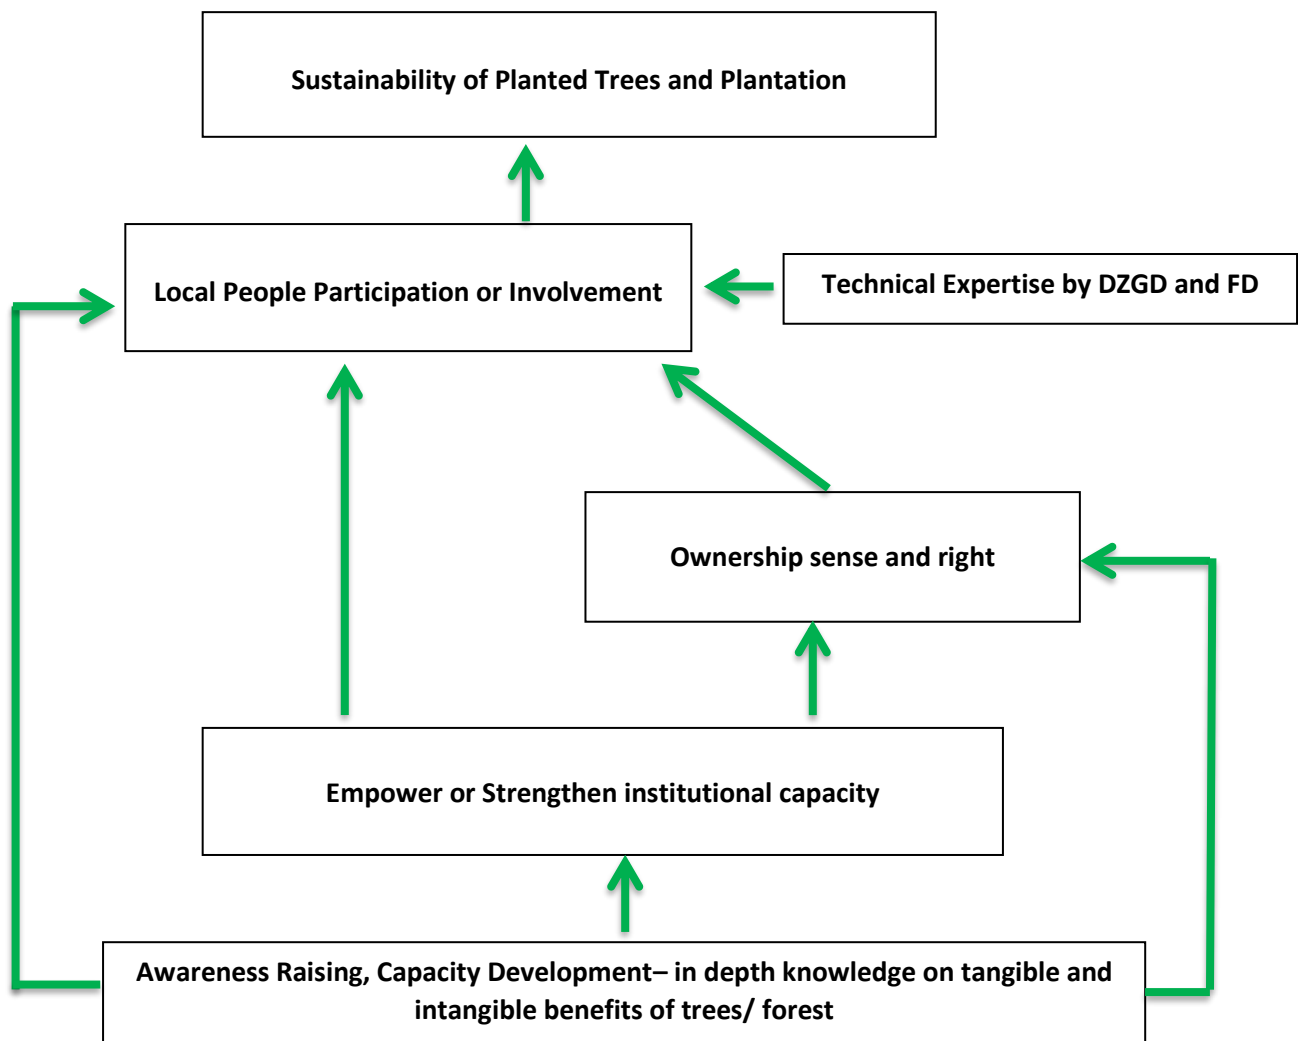 Sustainability of Planted Trees and Plantation
Local People Participation or Involvement
Technical Expertise by DZGD and FD
Ownership sense and right
Empower or Strengthen institutional capacity
Awareness Raising, Capacity Development– in depth knowledge on tangible and
intangible benefits of trees/ forest